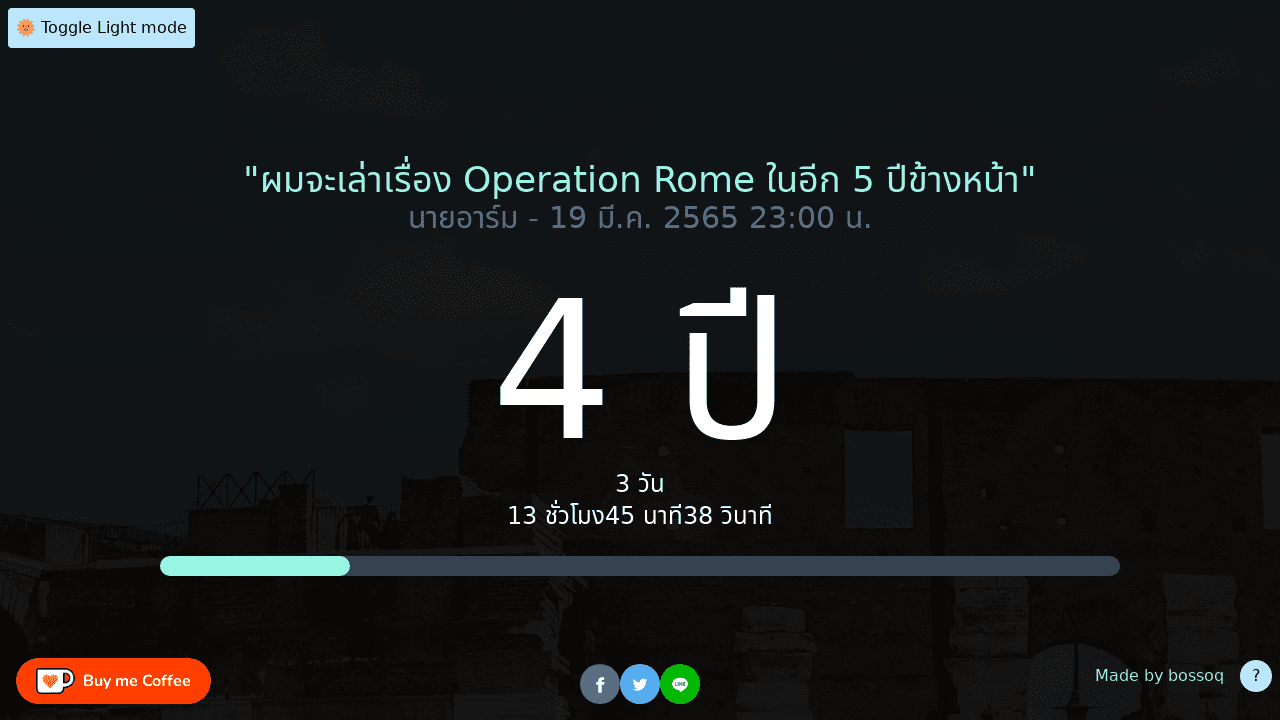 🌞 Toggle Light mode
"ผมจะเล่าเรื่อง Operation Rome ในอีก 5 ปีข้างหน้า"
นายอาร์ม - 19 มี.ค. 2565 23:00 น.
4 ปี
3 วัน
13 ชั่วโมง45 นาที38 วินาที
Buy me Coffee
LINE
Made by bossoq
?